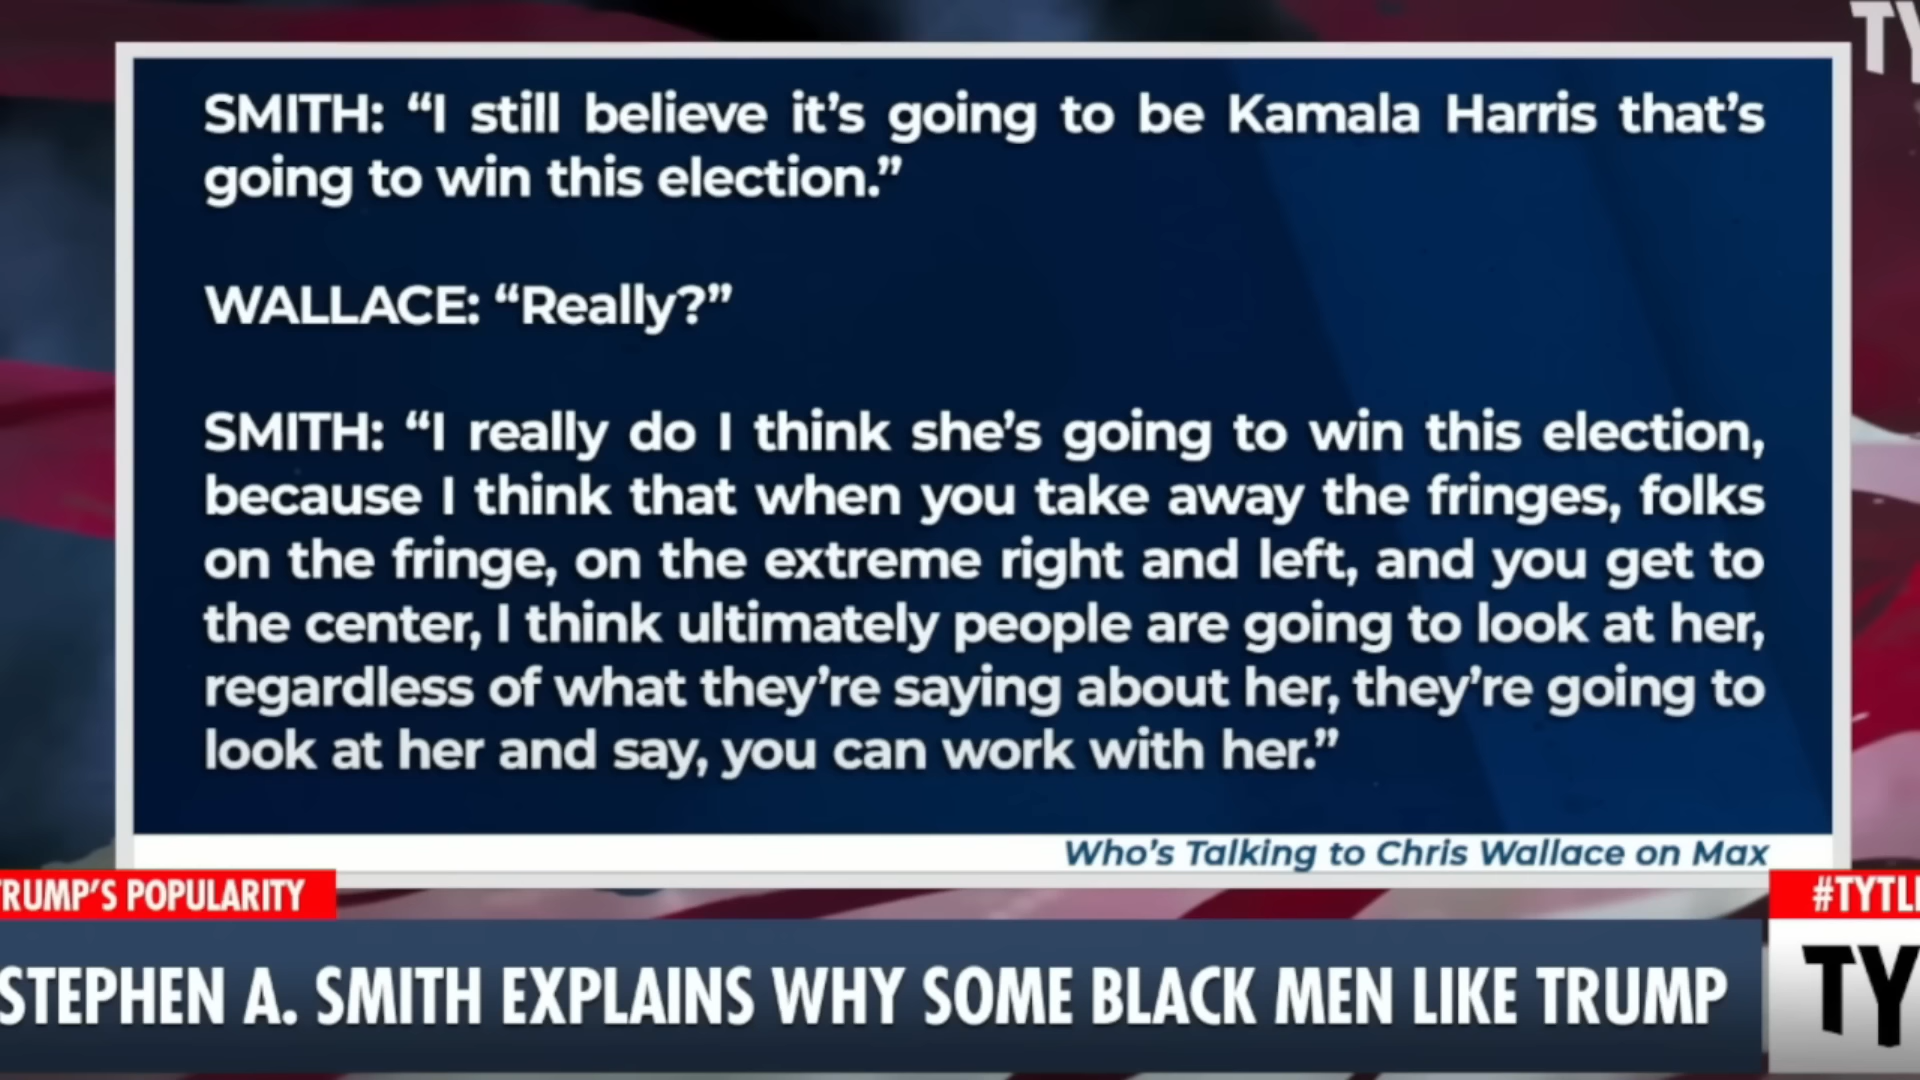 TY
SMITH: “I still believe it’s going to be Kamala Harris that’s
going to win this election.”
WALLACE: “Really?”
SMITH: “I really do I think she’s going to win this election,
because I think that when you take away the fringes, folks
on the fringe, on the extreme right and left, and you get to
the center, I think ultimately people are going to look at her,
regardless of what they’re saying about her, they’re going to
look at her and say, you can work with her.”
Who’s Talking to Chris Wallace on Max
TRUMP’S POPULARITY
#TYTLI
STEPHEN A. SMITH EXPLAINS WHY SOME BLACK MEN LIKE TRUMP
TY